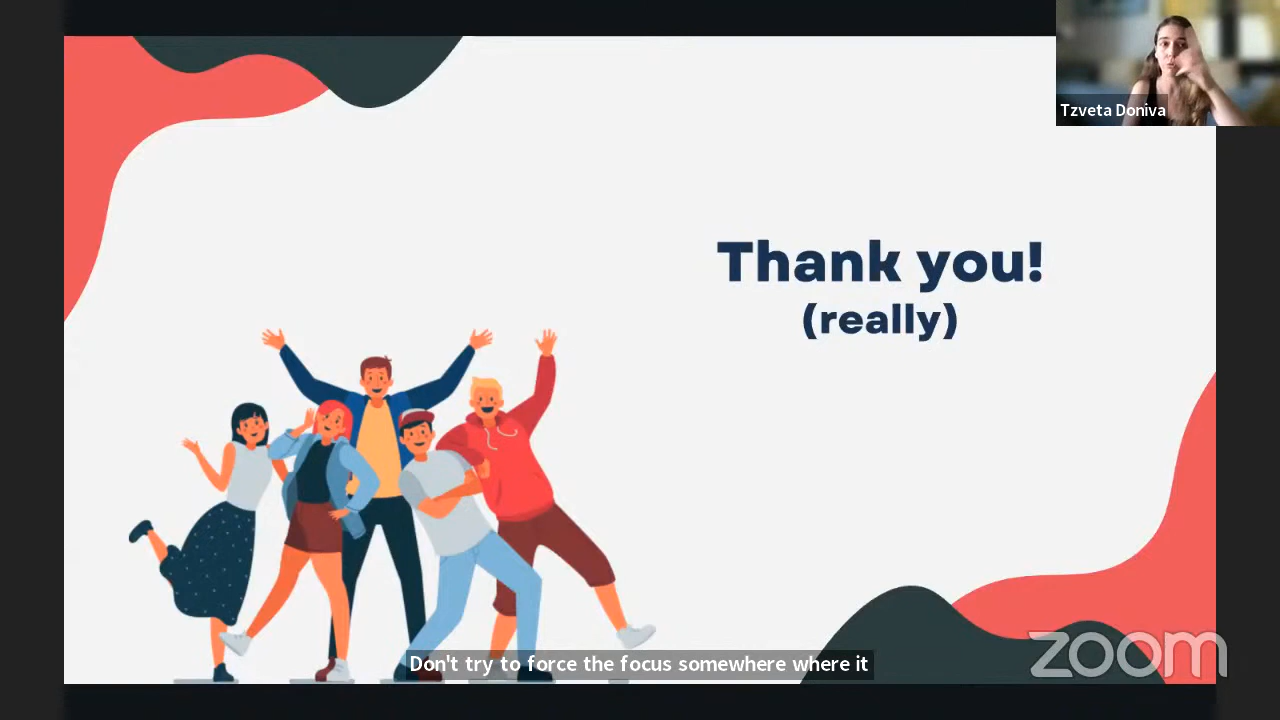 Tzveta Doniva
Thank you!
(really)
Don't try to force the focus somewhere where it
zoom